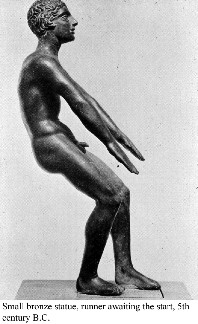 Small bronze statue, runner awaiting the start, 5th
century B.C.